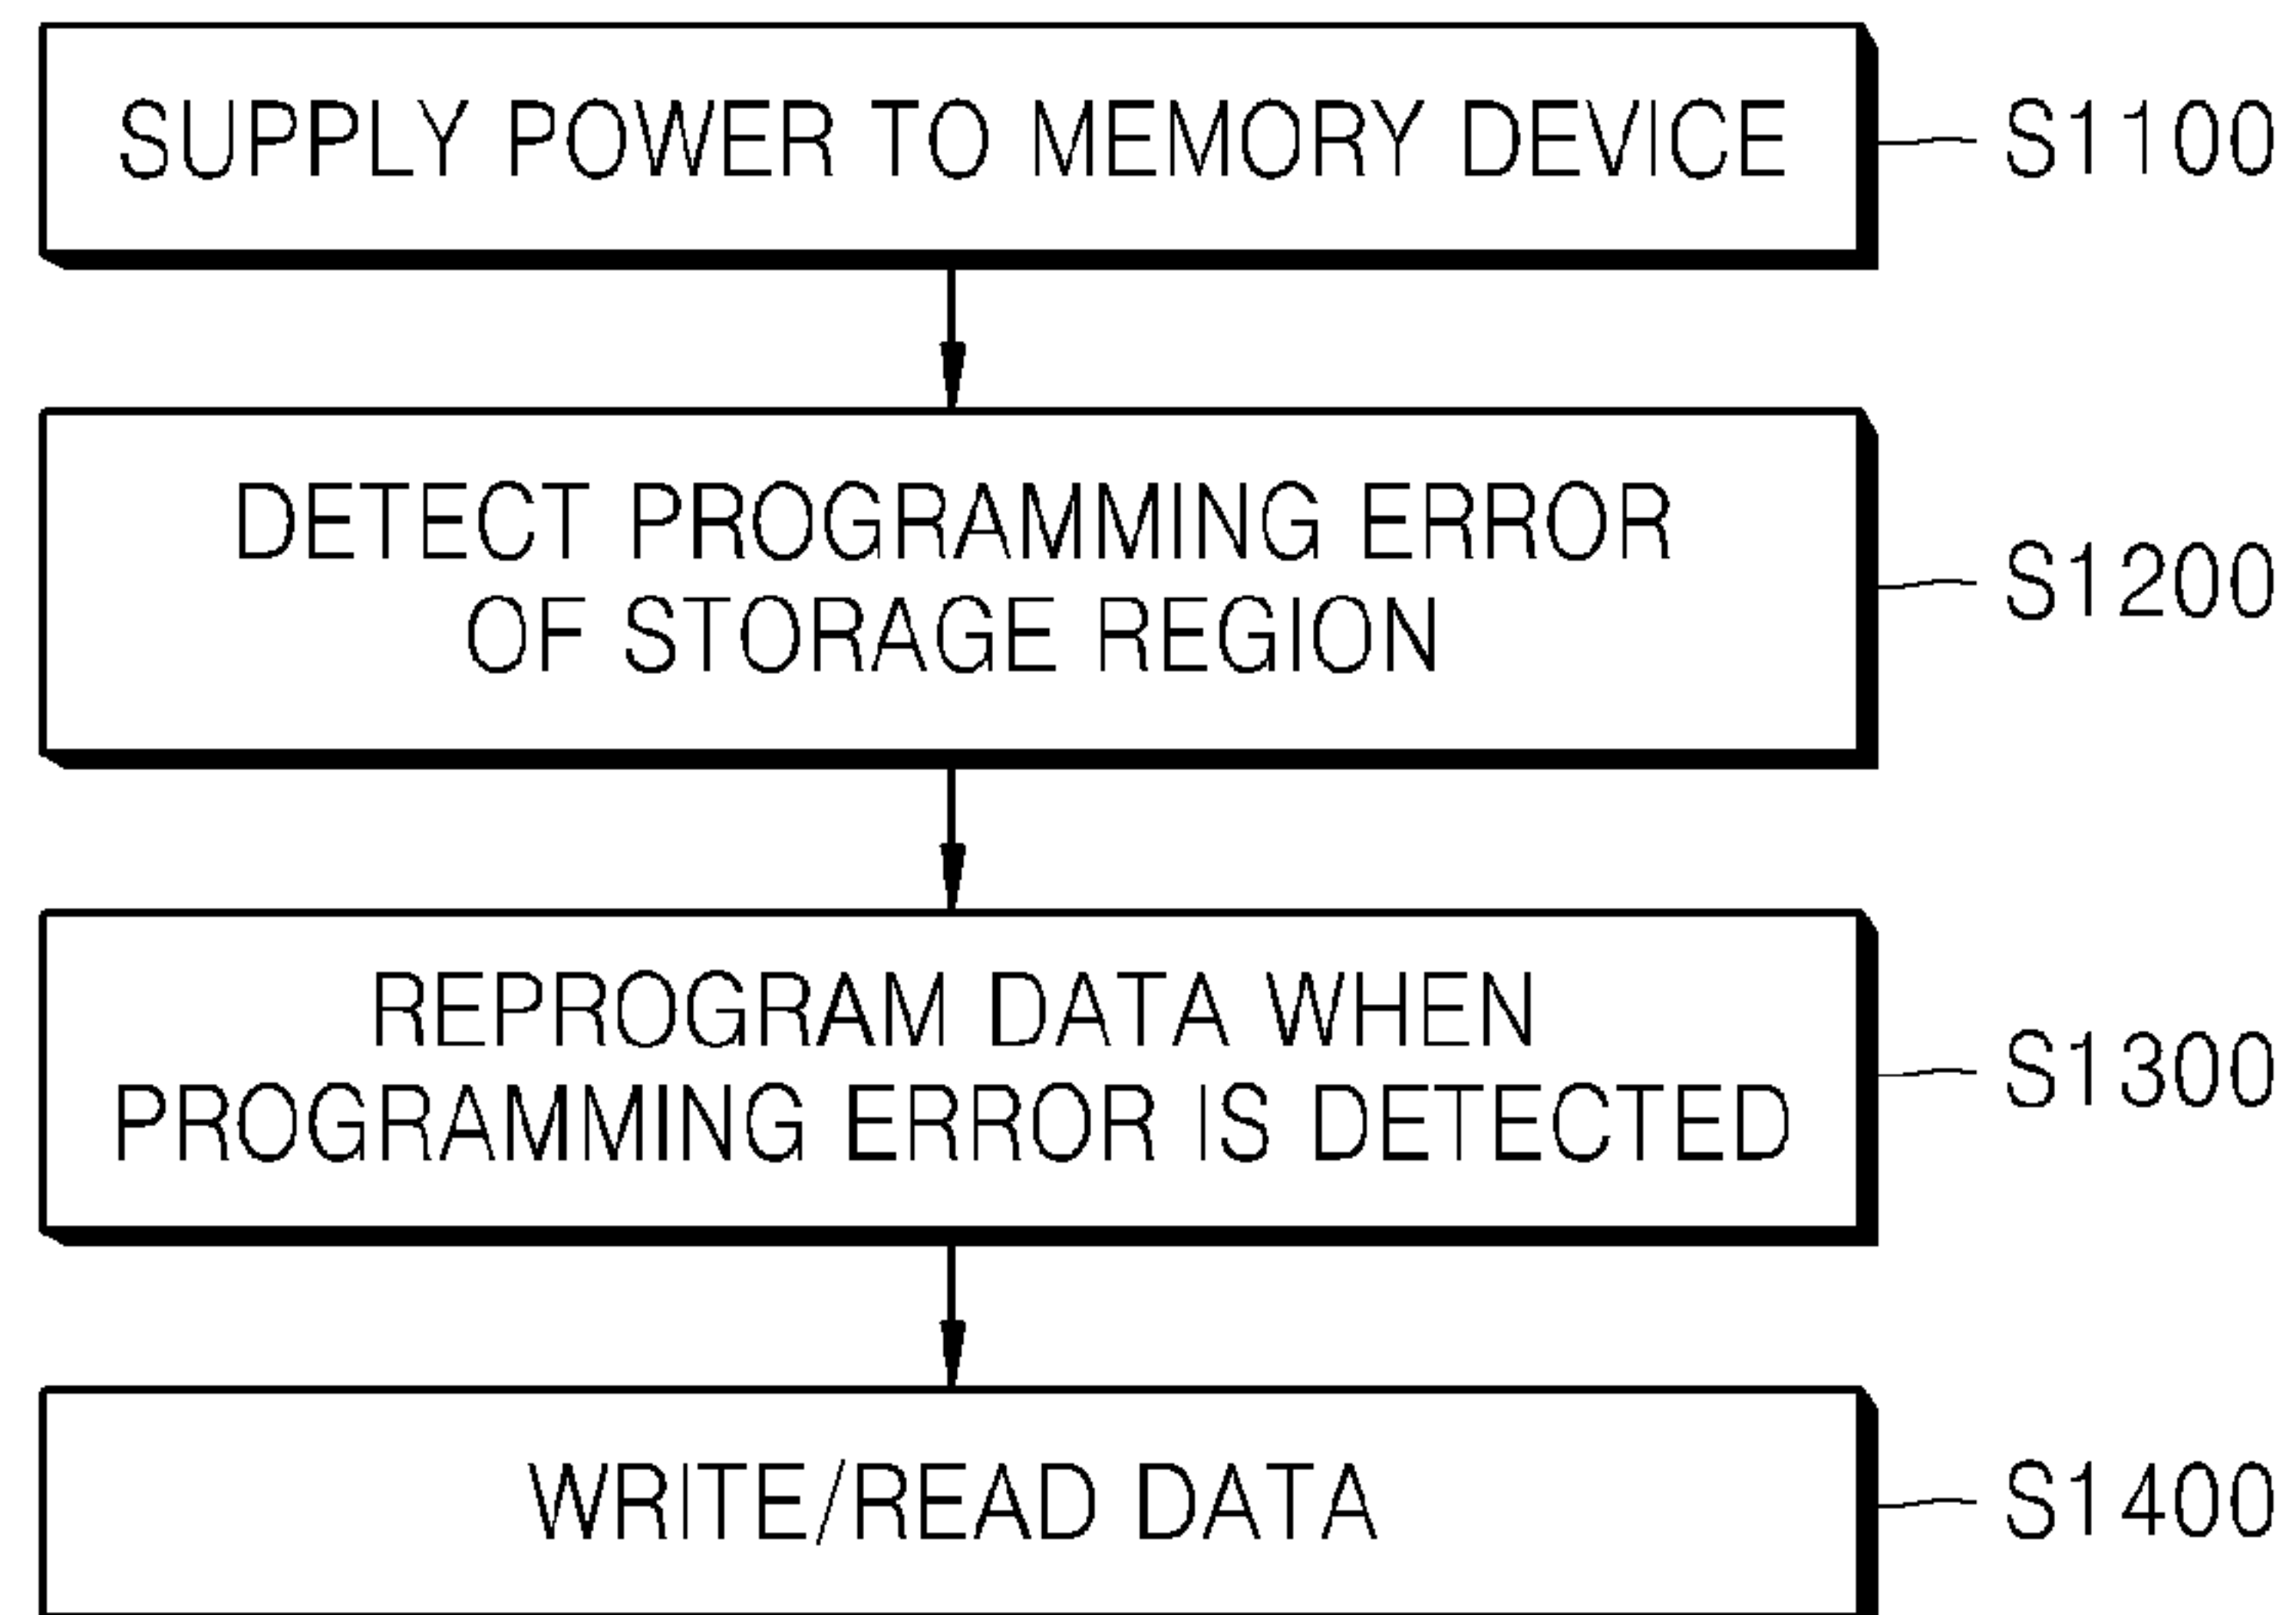 SUPPLY POWER TO MEMORY DEVICE
S1100
DETECT PROGRAMMING ERROR
OF STORAGE REGION
S1200
REPROGRAM DATA WHEN
PROGRAMMING ERROR IS DETECTED
S1300
WRITE/READ DATA
S1400